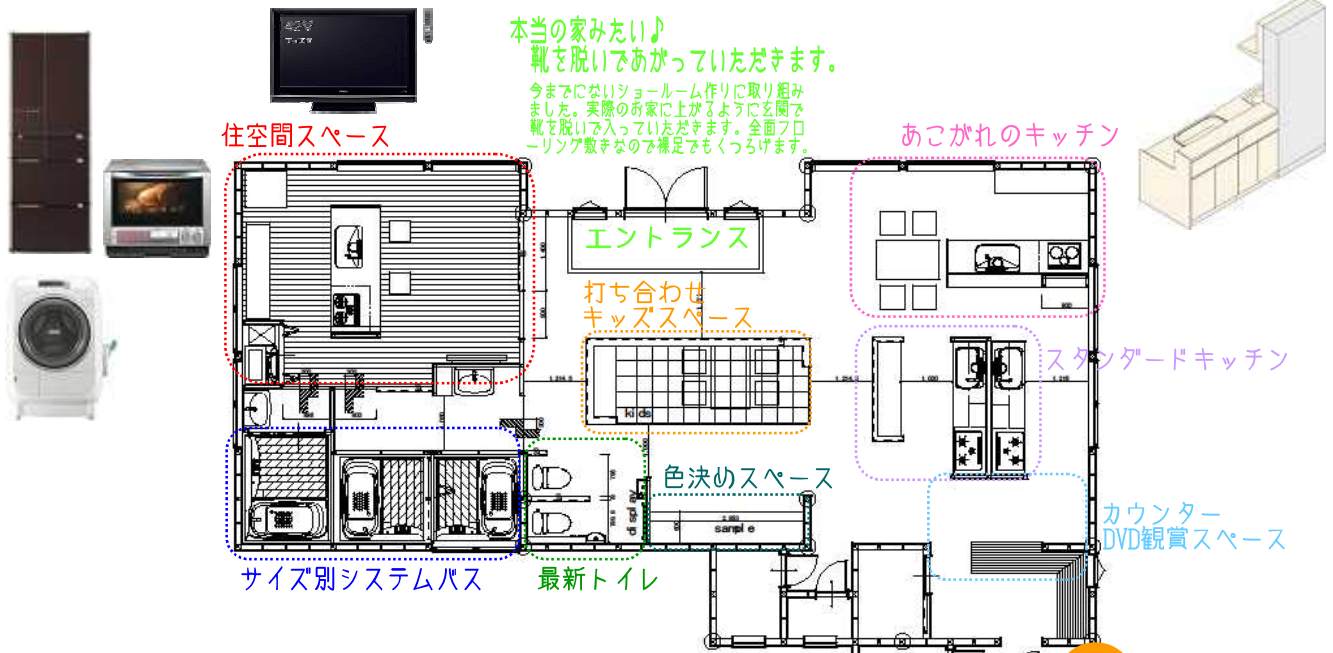 42V
本当の家みたい♪
靴を脱いであがっていただきます。
今までにないショールーム作りに取り組み
ました。実際のお家に上がるように玄関で
靴を脱いで入っていただきます。全面フロ
ーリング敷きなので裸足でもくつろげます。
住空間スペース
あこがれのキッチン
エントランス
打ち合わせ
キッズスペース
kids
スタンダードキッチン
色決めスペース
display
sample
カウンター
DVD観賞スペース
サイズ別システムバス
最新トイレ